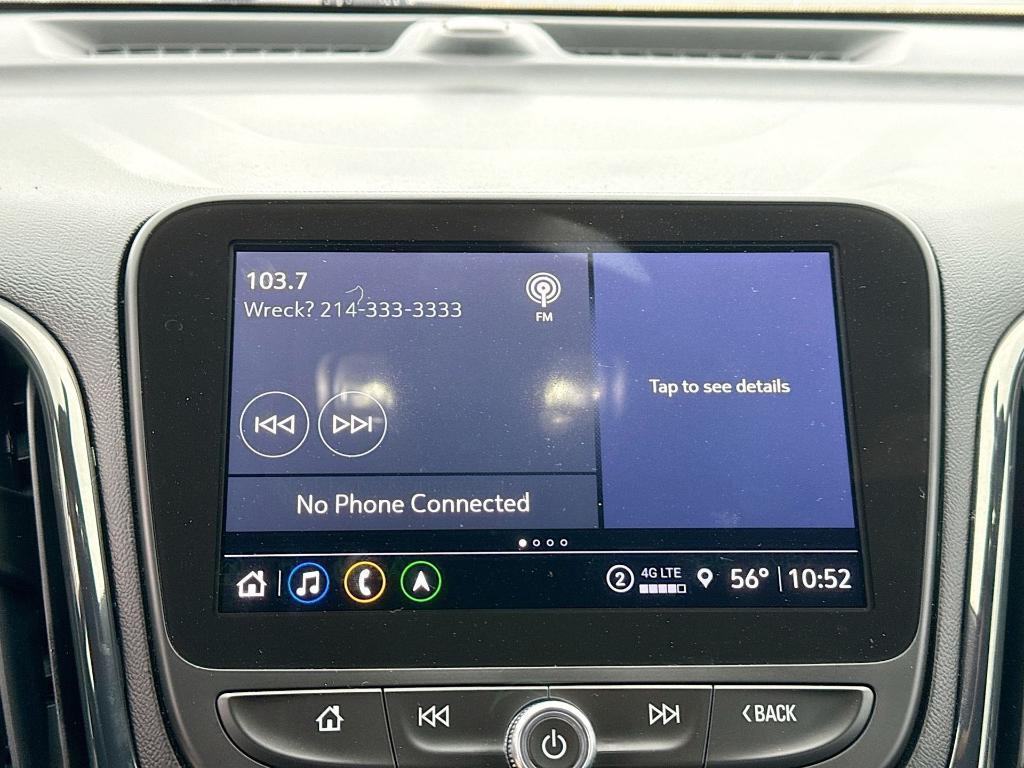 103.7
Wreck? 214-333-3333
FM
Tap to see details
No Phone Connected
2 4G LTE 56° 10:52
BACK